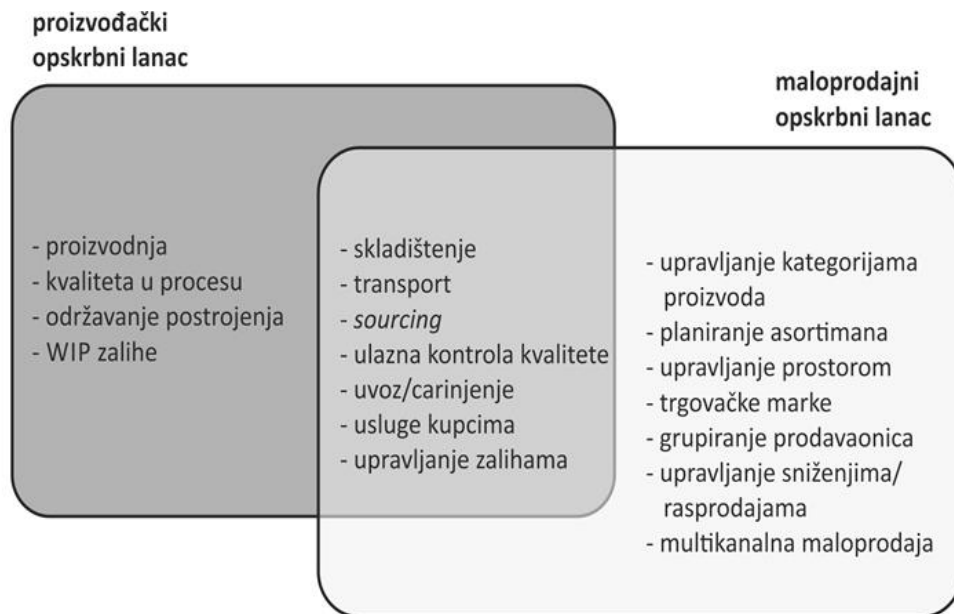 proizvođački
opskrbni lanac
maloprodajni
opskrbni lanac
- proizvodnja
- kvaliteta u procesu
- održavanje postrojenja
- WIP zalihe
- skladištenje
- transport
- sourcing
- ulazna kontrola kvalitete
- uvoz/carinjenje
- usluge kupcima
- upravljanje zalihama
- upravljanje kategorijama
proizvoda
- planiranje asortimana
- upravljanje prostorom
- trgovačke marke
- grupiranje prodavaonica
- upravljanje sniženjima/
rasprodajama
- multikanalna maloprodaja